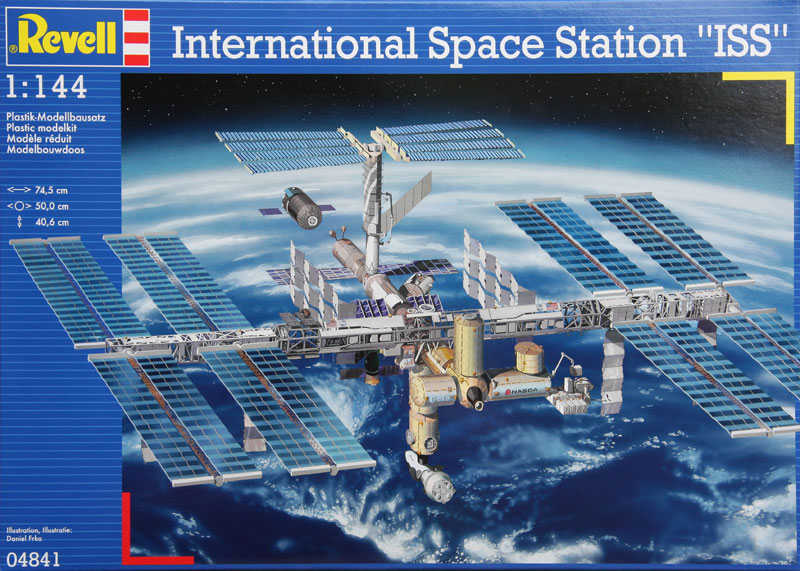 Revell
International Space Station "ISS"
1:144
Plastik-Modellbausatz
Plastic modelkit
Modèle réduit
Modelbouwdoos
74,5 cm
50,0 cm
40,6 cm
NASDA
Illustration, Illustratie:
Daniel Frka
04841